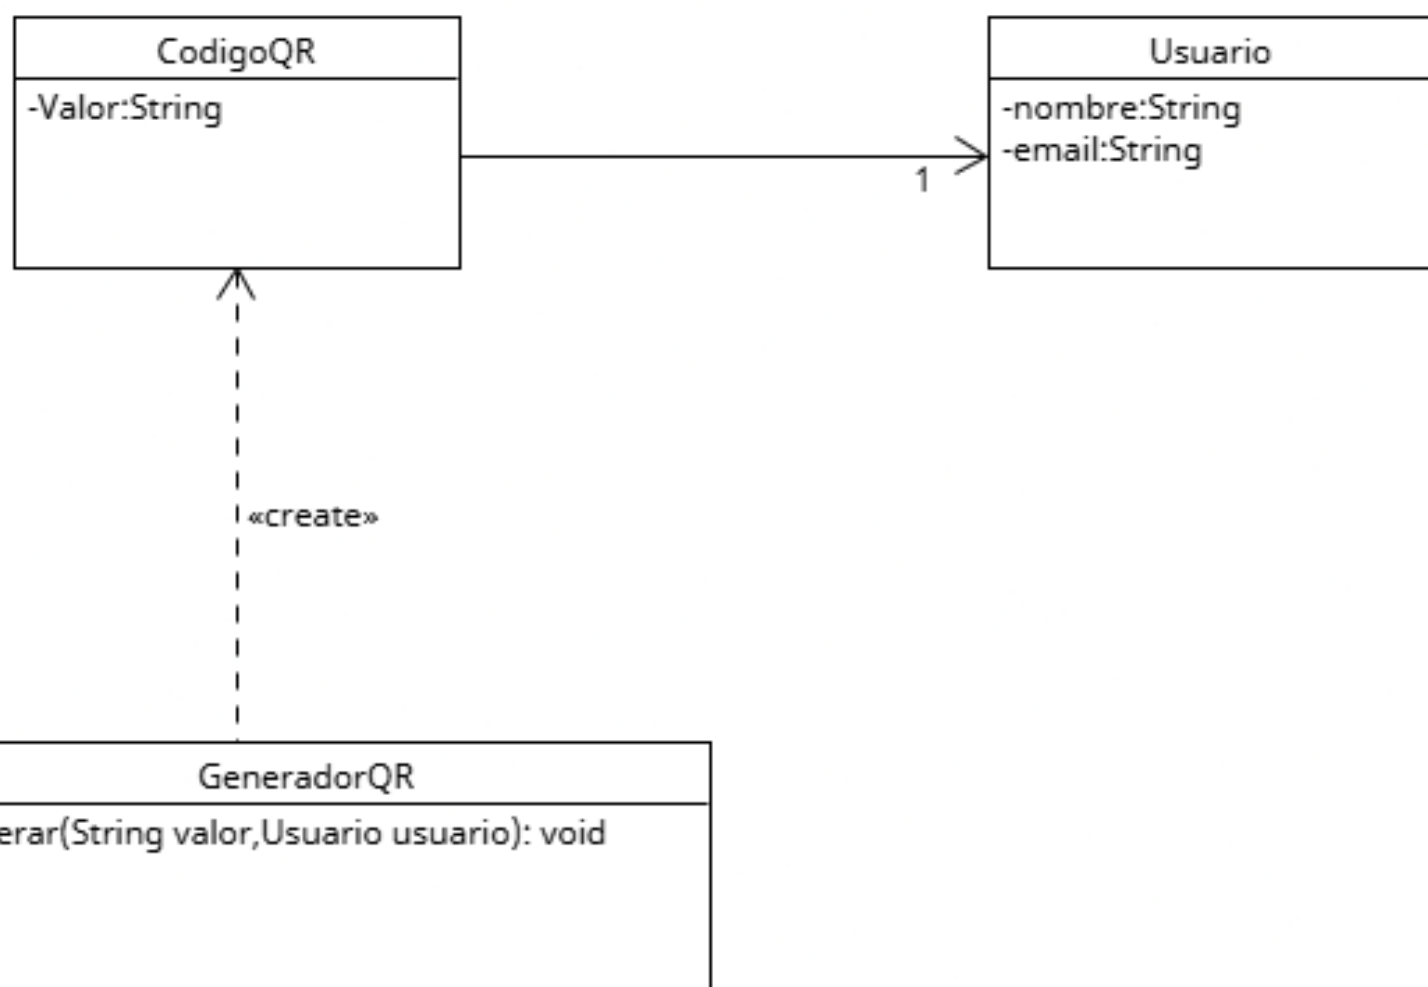 CodigoQR
-Valor:String
Usuario
-nombre:String
-email:String
1
«create»
GeneradorQR
erar(String valor,Usuario usuario): void